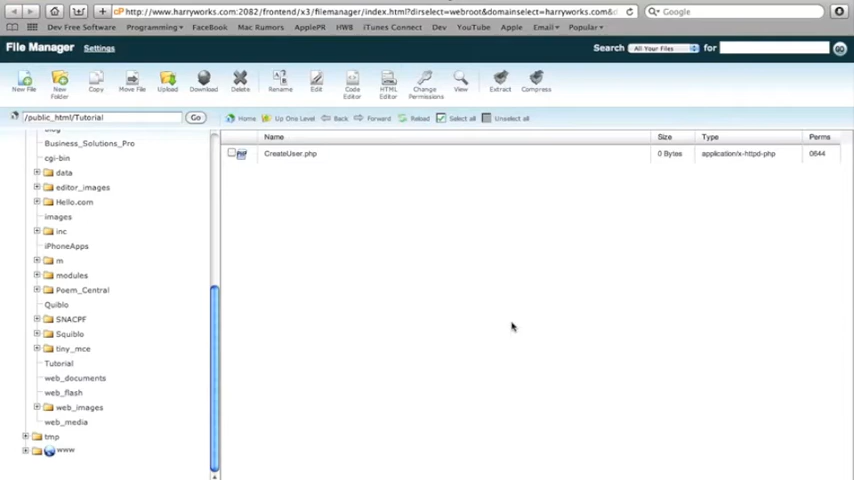 http://www.harryworks.com:2082/frontend/x3/filemanager/index.html?dirselect=webroot&domainselect=harryworks.com&d
Google
Dev Free Software Programming FaceBook Mac Rumors ApplePR HWB iTunes Connect Dev YouTube Apple Email Popular
File Manager Settings Search All Your Files for Go
New File New Folder Copy Move File Upload Download Delete Rename Edit Code Editor HTML Editor Change Permissions View Extract Compress
/public_html/Tutorial Go Home Up One Level Back Forward Reload Select all Unselect all
Name Size Type Perms
PHP CreateUser.php 0 Bytes application/x-httpd-php 0644
blog
Business_Solutions_Pro
cgi-bin
data
editor_images
Hello.com
images
inc
iPhoneApps
m
modules
Poem_Central
Quiblo
SNACPF
Squiblo
tiny_mce
Tutorial
web_documents
web_flash
web_images
web_media
tmp
www